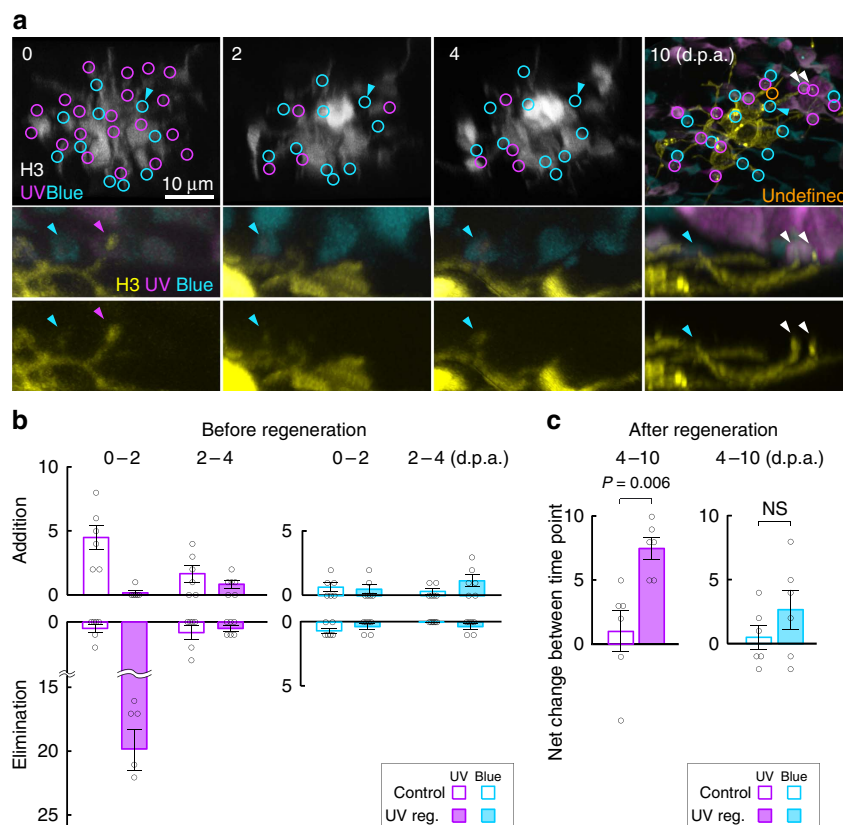 a
0
2
4
10 (d.p.a.)
H3
UVBlue
10 μm
Undefined
H3 UV Blue
b
Before regeneration
0–2
2–4
0–2
2–4 (d.p.a.)
Addition
10
5
0
5
0
Elimination
0
15
20
25
0
5
UV Blue
Control
UV reg.
c
After regeneration
4–10
4–10 (d.p.a.)
P = 0.006
NS
Net change between time point
10
5
0
10
5
0
UV Blue
Control
UV reg.